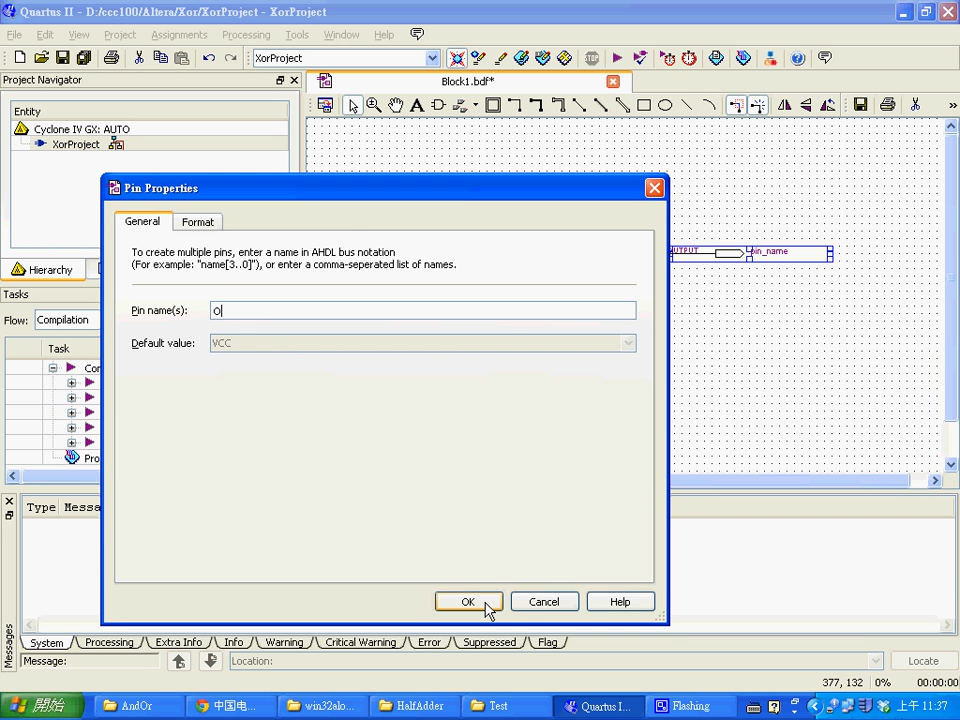 Quartus II - D:/ccc100/Altera/Xor/XorProject - XorProject
File Edit View Project Assignments Processing Tools Window Help
XorProject
Project Navigator
Block1.bdf*
Entity
Cyclone IV GX: AUTO
XorProject
Hierarchy
Tasks
Flow: Compilation
Task
Pin Properties
General Format
To create multiple pins, enter a name in AHDL bus notation
(For example: "name[3..0]"), or enter a comma-seperated list of names.
Pin name(s): O
Default value: VCC
OK Cancel Help
pin_name
Type Messa
Messages
System Processing Extra Info Info Warning Critical Warning Error Suppressed Flag
Message: Location: Locate
377, 132 0% 00:00:00
開始 AndOr 中国电... win32alo... HalfAdder Test Quartus I... Flashing 上午 11:37